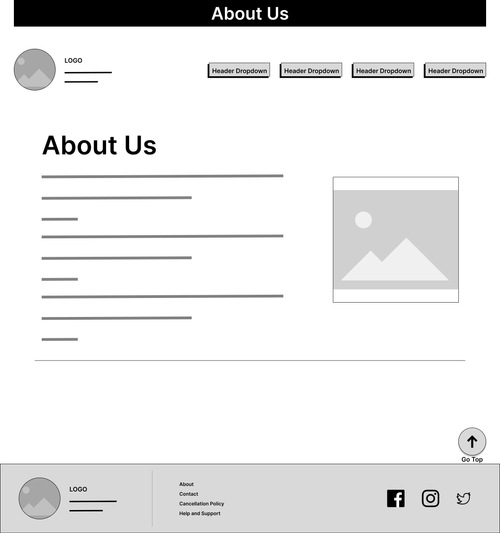 About Us
LOGO
Header Dropdown
Header Dropdown
Header Dropdown
Header Dropdown
About Us
Go Top
LOGO
About
Contact
Cancellation Policy
Help and Support